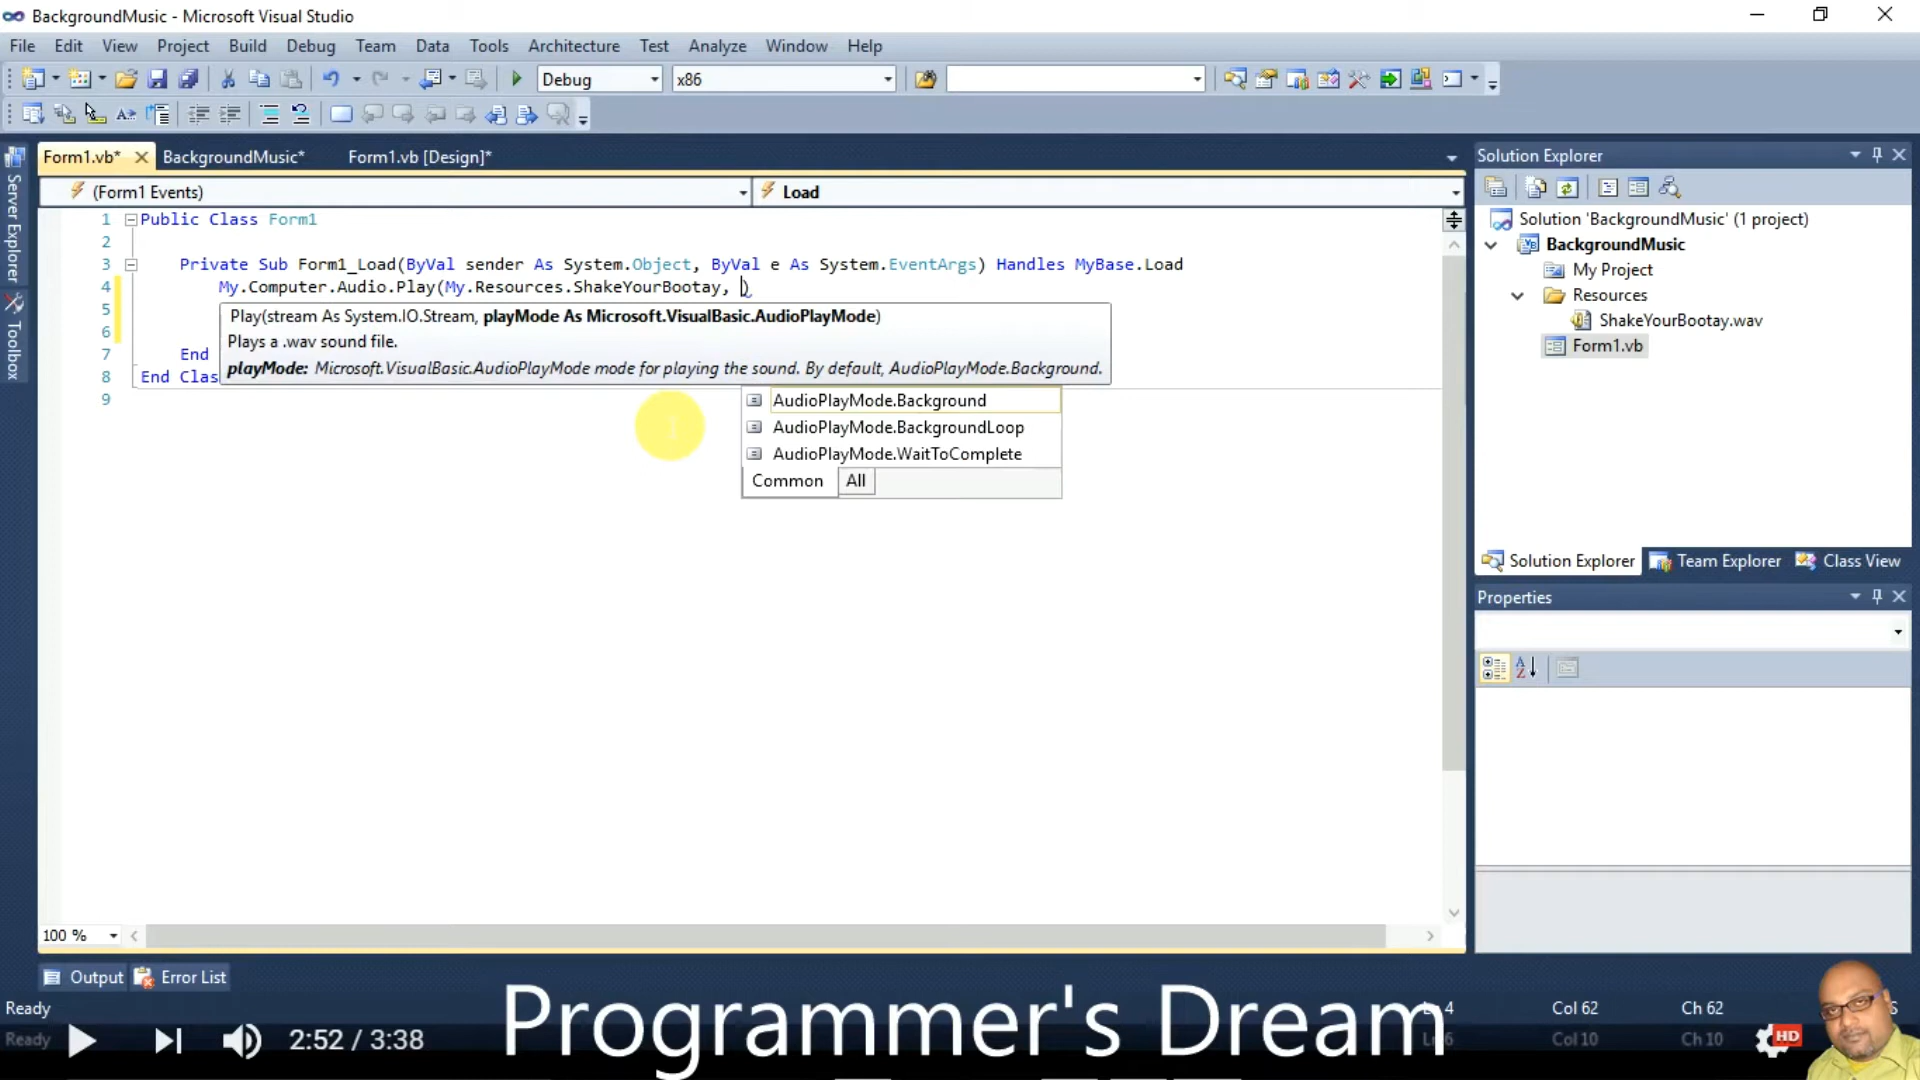 BackgroundMusic - Microsoft Visual Studio
File Edit View Project Build Debug Team Data Tools Architecture Test Analyze Window Help
Debug x86
Form1.vb* BackgroundMusic* Form1.vb [Design]*
(Form1 Events) Load
Server Explorer
Toolbox
1 Public Class Form1
2
3 Private Sub Form1_Load(ByVal sender As System.Object, ByVal e As System.EventArgs) Handles MyBase.Load
4 My.Computer.Audio.Play(My.Resources.ShakeYourBootay, )
5
6
7 End
8 End Clas
9
Play(stream As System.IO.Stream, playMode As Microsoft.VisualBasic.AudioPlayMode)
Plays a .wav sound file.
playMode: Microsoft.VisualBasic.AudioPlayMode mode for playing the sound. By default, AudioPlayMode.Background.
AudioPlayMode.Background
AudioPlayMode.BackgroundLoop
AudioPlayMode.WaitToComplete
Common All
100 %
Solution Explorer
Solution 'BackgroundMusic' (1 project)
BackgroundMusic
My Project
Resources
ShakeYourBootay.wav
Form1.vb
Solution Explorer Team Explorer Class View
Properties
Output Error List
Ready Col 62 Ch 62
Ready 2:52 / 3:38 Col 10 Ch 10
Programmer's Dream
HD